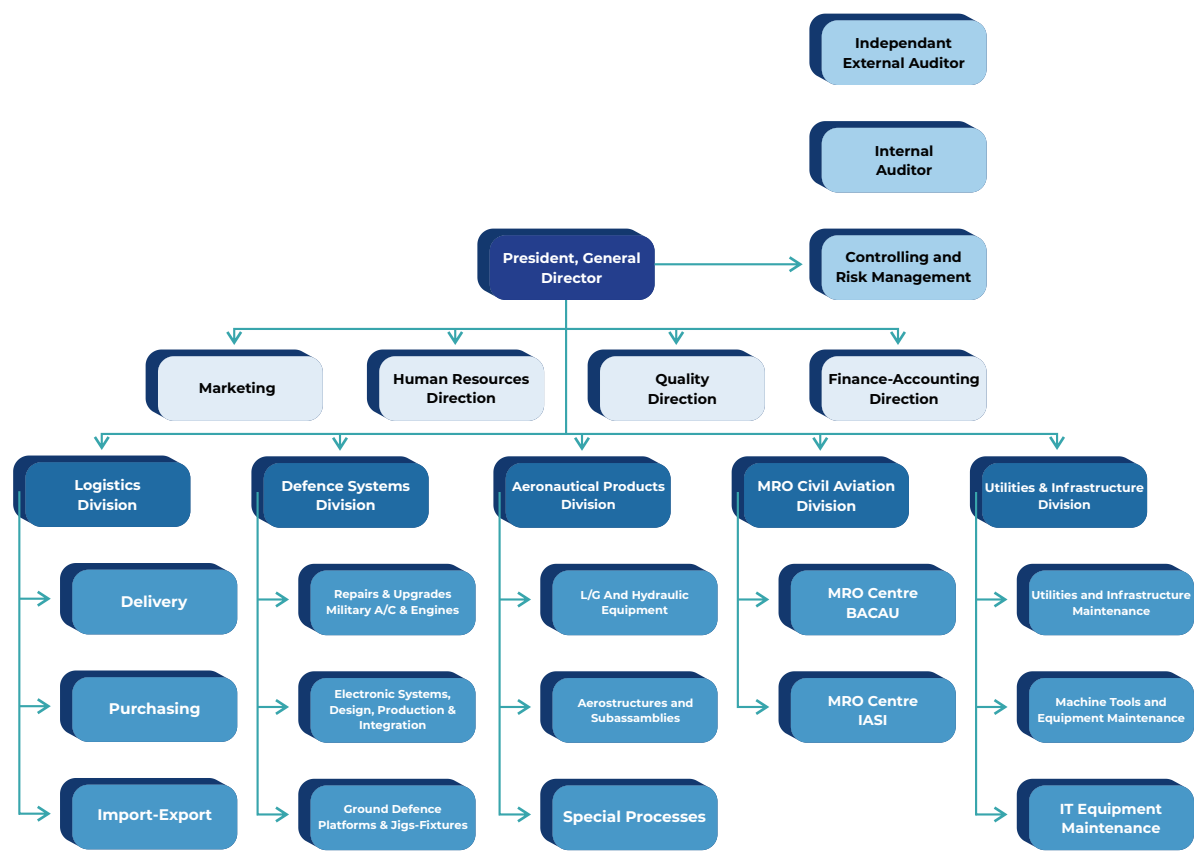 Independant
External Auditor
Internal
Auditor
President, General
Director
Controlling and
Risk Management
Marketing
Human Resources
Direction
Quality
Direction
Finance-Accounting
Direction
Logistics
Division
Defence Systems
Division
Aeronautical Products
Division
MRO Civil Aviation
Division
Utilities & Infrastructure
Division
Delivery
Repairs & Upgrades
Military A/C & Engines
L/G And Hydraulic
Equipment
MRO Centre
BACAU
Utilities and Infrastructure
Maintenance
Purchasing
Electronic Systems,
Design, Production &
Integration
Aerostructures and
Subassamblies
MRO Centre
IASI
Machine Tools and
Equipment Maintenance
Import-Export
Ground Defence
Platforms & Jigs-Fixtures
Special Processes
IT Equipment
Maintenance